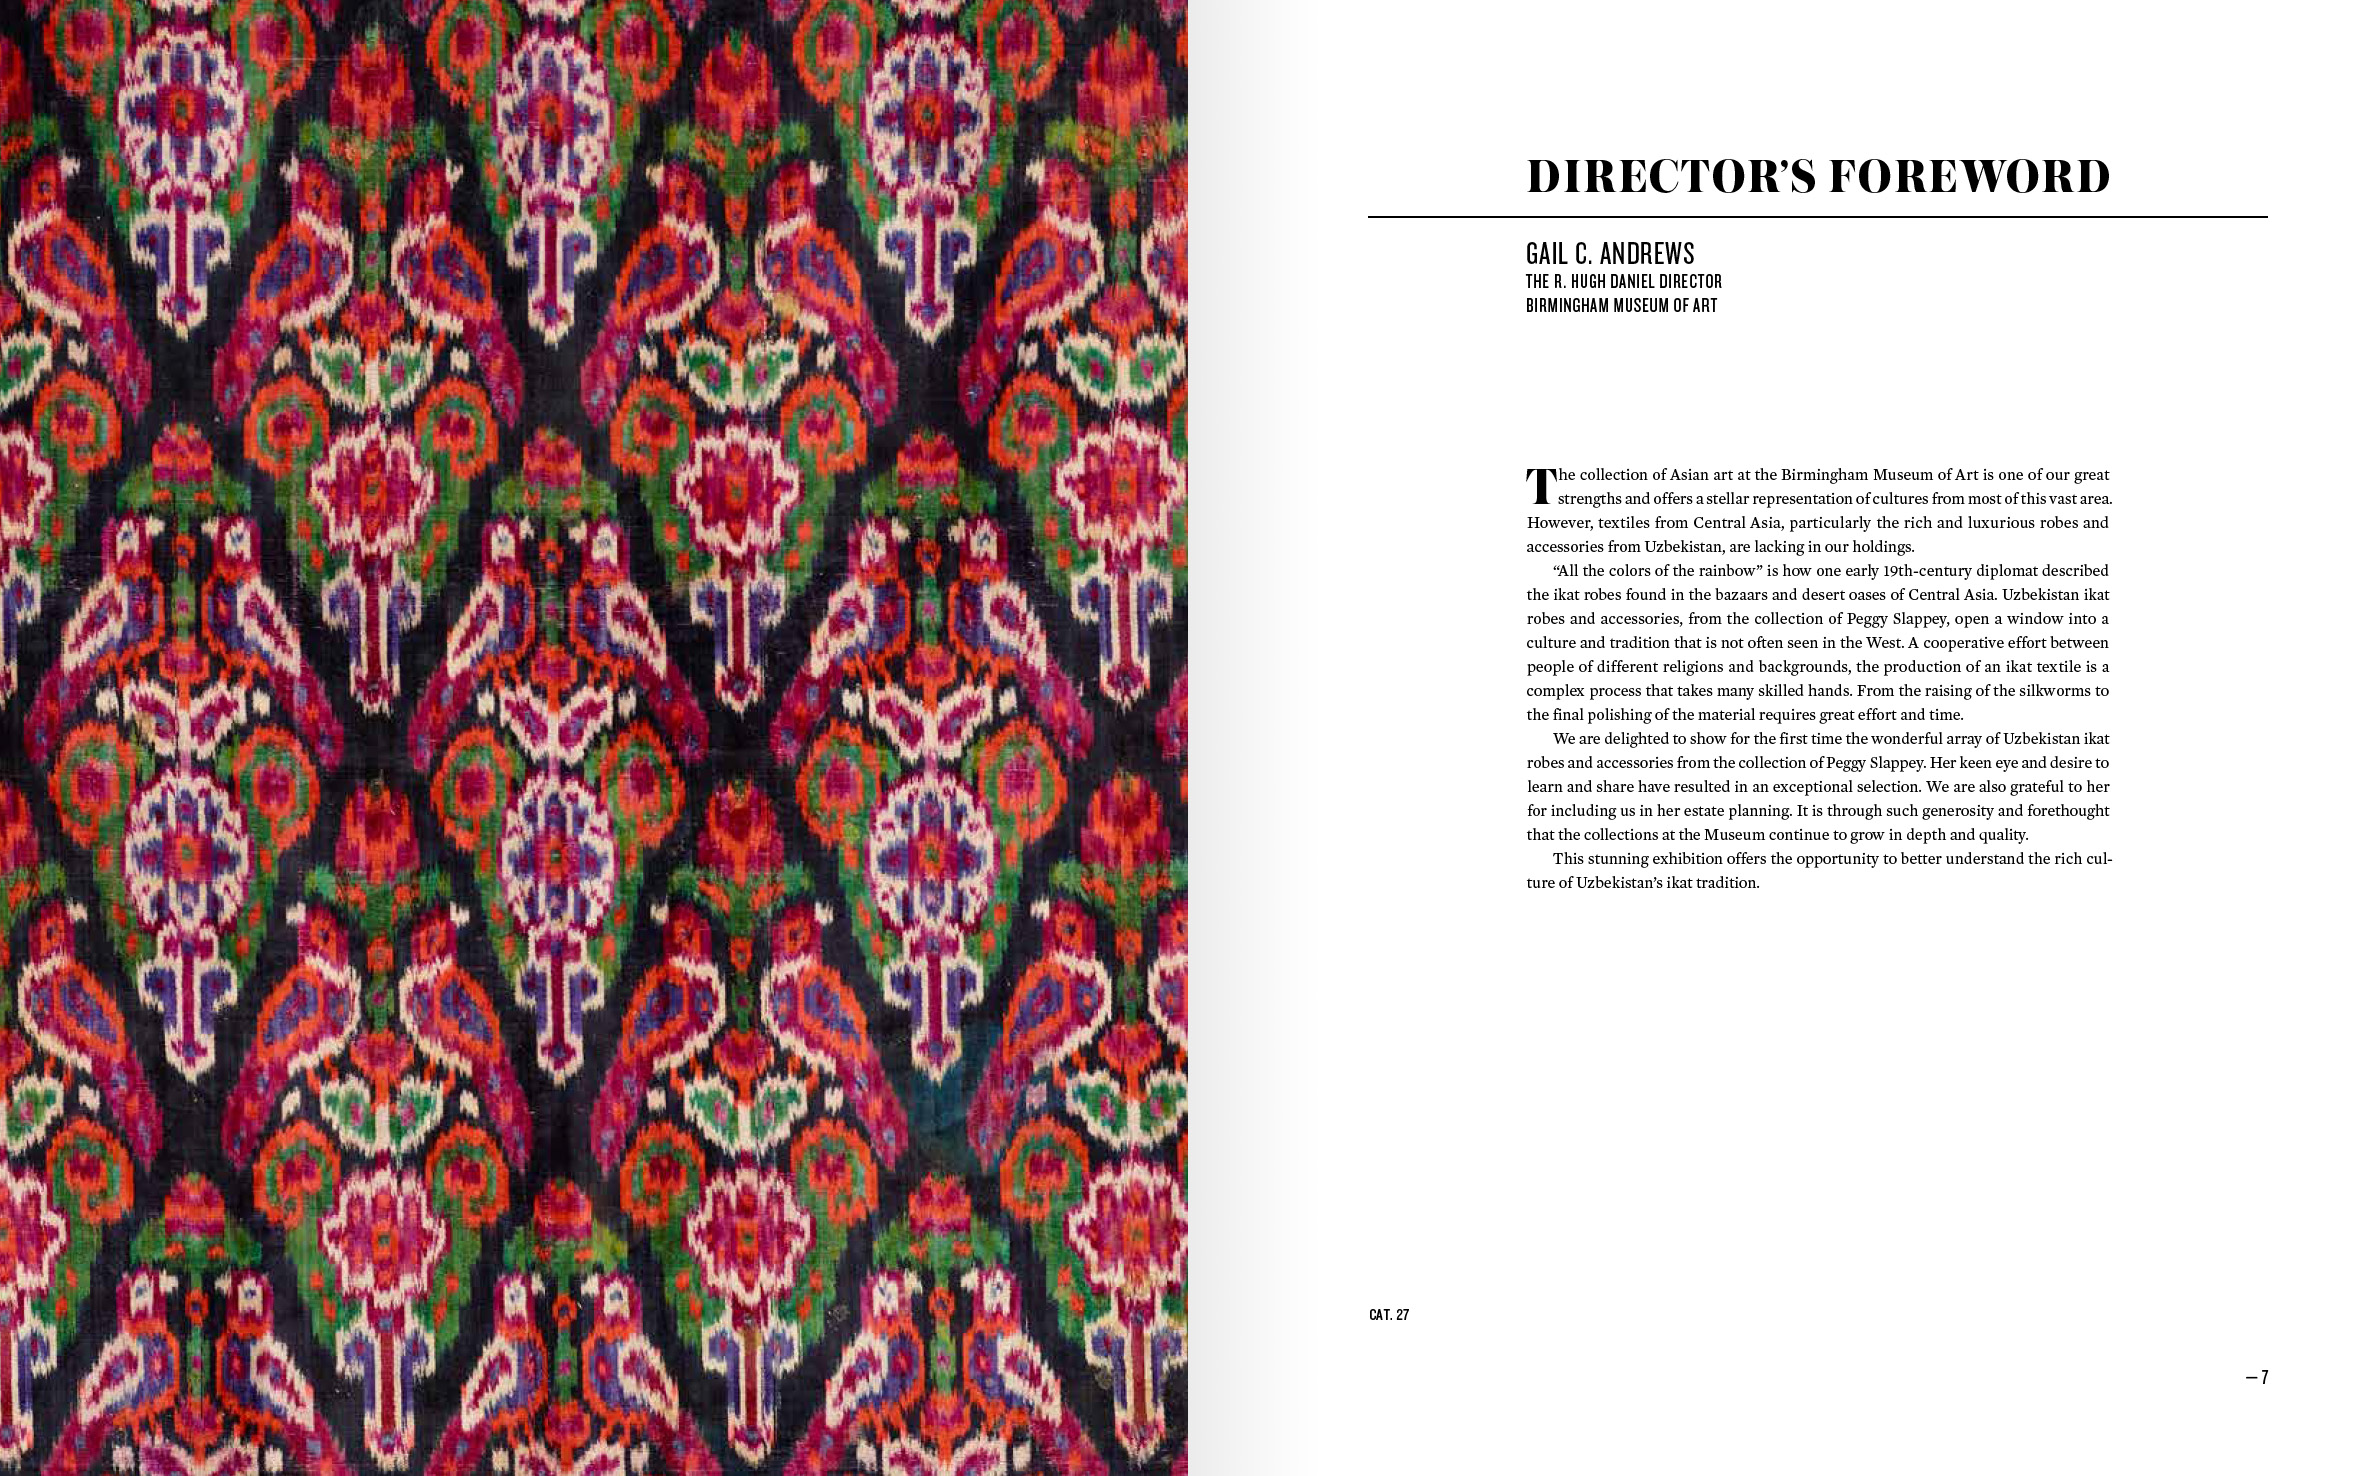 DIRECTOR’S FOREWORD
GAIL C. ANDREWS
THE R. HUGH DANIEL DIRECTOR
BIRMINGHAM MUSEUM OF ART
The collection of Asian art at the Birmingham Museum of Art is one of our great
strengths and offers a stellar representation of cultures from most of this vast area.
However, textiles from Central Asia, particularly the rich and luxurious robes and
accessories from Uzbekistan, are lacking in our holdings.
“All the colors of the rainbow” is how one early 19th-century diplomat described
the ikat robes found in the bazaars and desert oases of Central Asia. Uzbekistan ikat
robes and accessories, from the collection of Peggy Slappey, open a window into a
culture and tradition that is not often seen in the West. A cooperative effort between
people of different religions and backgrounds, the production of an ikat textile is a
complex process that takes many skilled hands. From the raising of the silkworms to
the final polishing of the material requires great effort and time.
We are delighted to show for the first time the wonderful array of Uzbekistan ikat
robes and accessories from the collection of Peggy Slappey. Her keen eye and desire to
learn and share have resulted in an exceptional selection. We are also grateful to her
for including us in her estate planning. It is through such generosity and forethought
that the collections at the Museum continue to grow in depth and quality.
This stunning exhibition offers the opportunity to better understand the rich cul-
ture of Uzbekistan’s ikat tradition.
CAT. 27
— 7